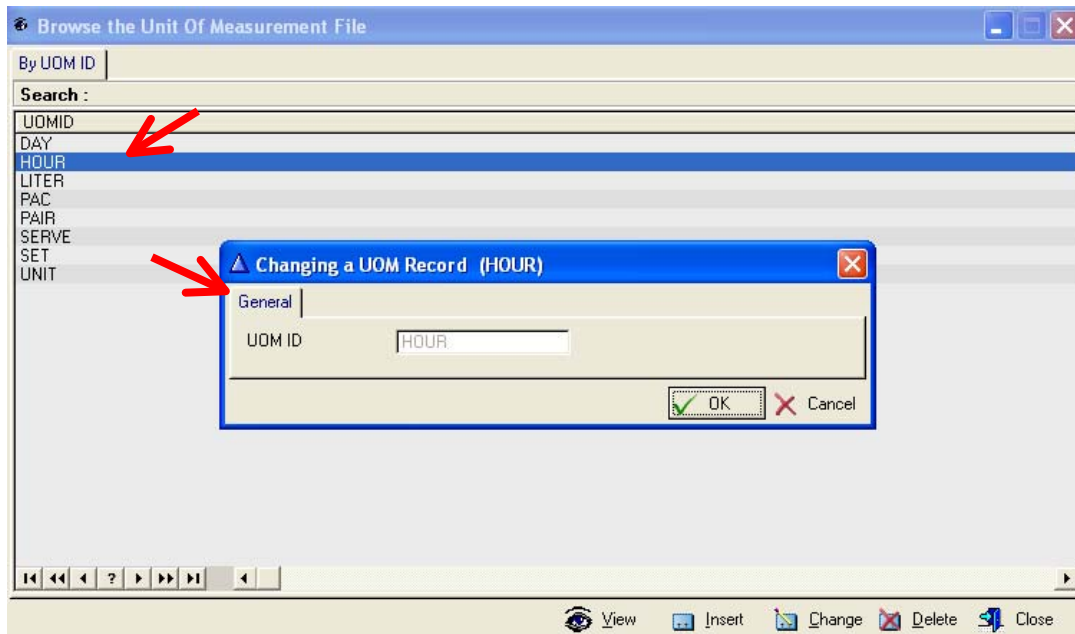 Browse the Unit Of Measurement File
By UOM ID
Search :
UOMID
DAY
HOUR
LITER
PAC
PAIR
SERVE
SET
UNIT
Changing a UOM Record (HOUR)
General
UOM ID HOUR
OK Cancel
?
View Insert Change Delete Close